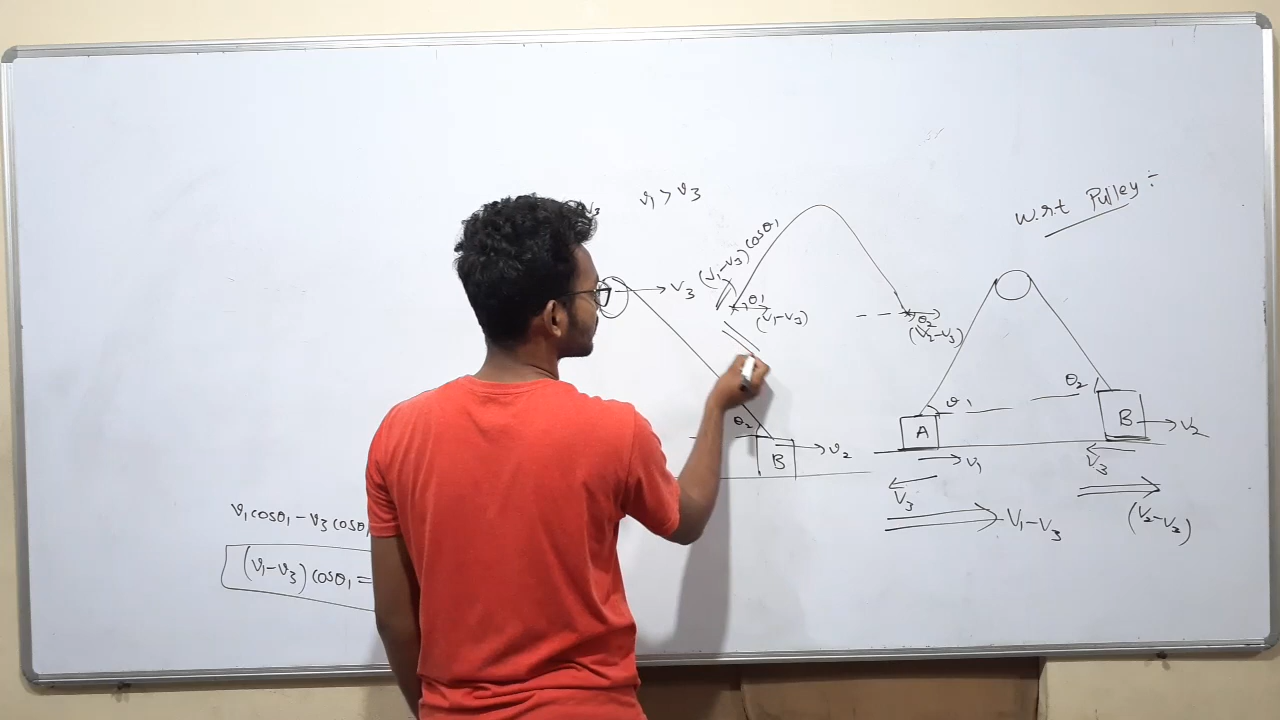 v₁ > v₃
v₃
w.r.t Pulley ÷
(v₁-v₃) cosθ₁
v₃
θ₁
(v₁-v₃)
θ₂
(v₂-v₃)
θ₂
θ₁
A
B
v₂
θ₂
v₂
B
v₁
v₃
v₃
v₁-v₃
(v₂-v₃)
v₁cosθ₁ - v₃cosθ₁
(v₁-v₃) cosθ₁ =